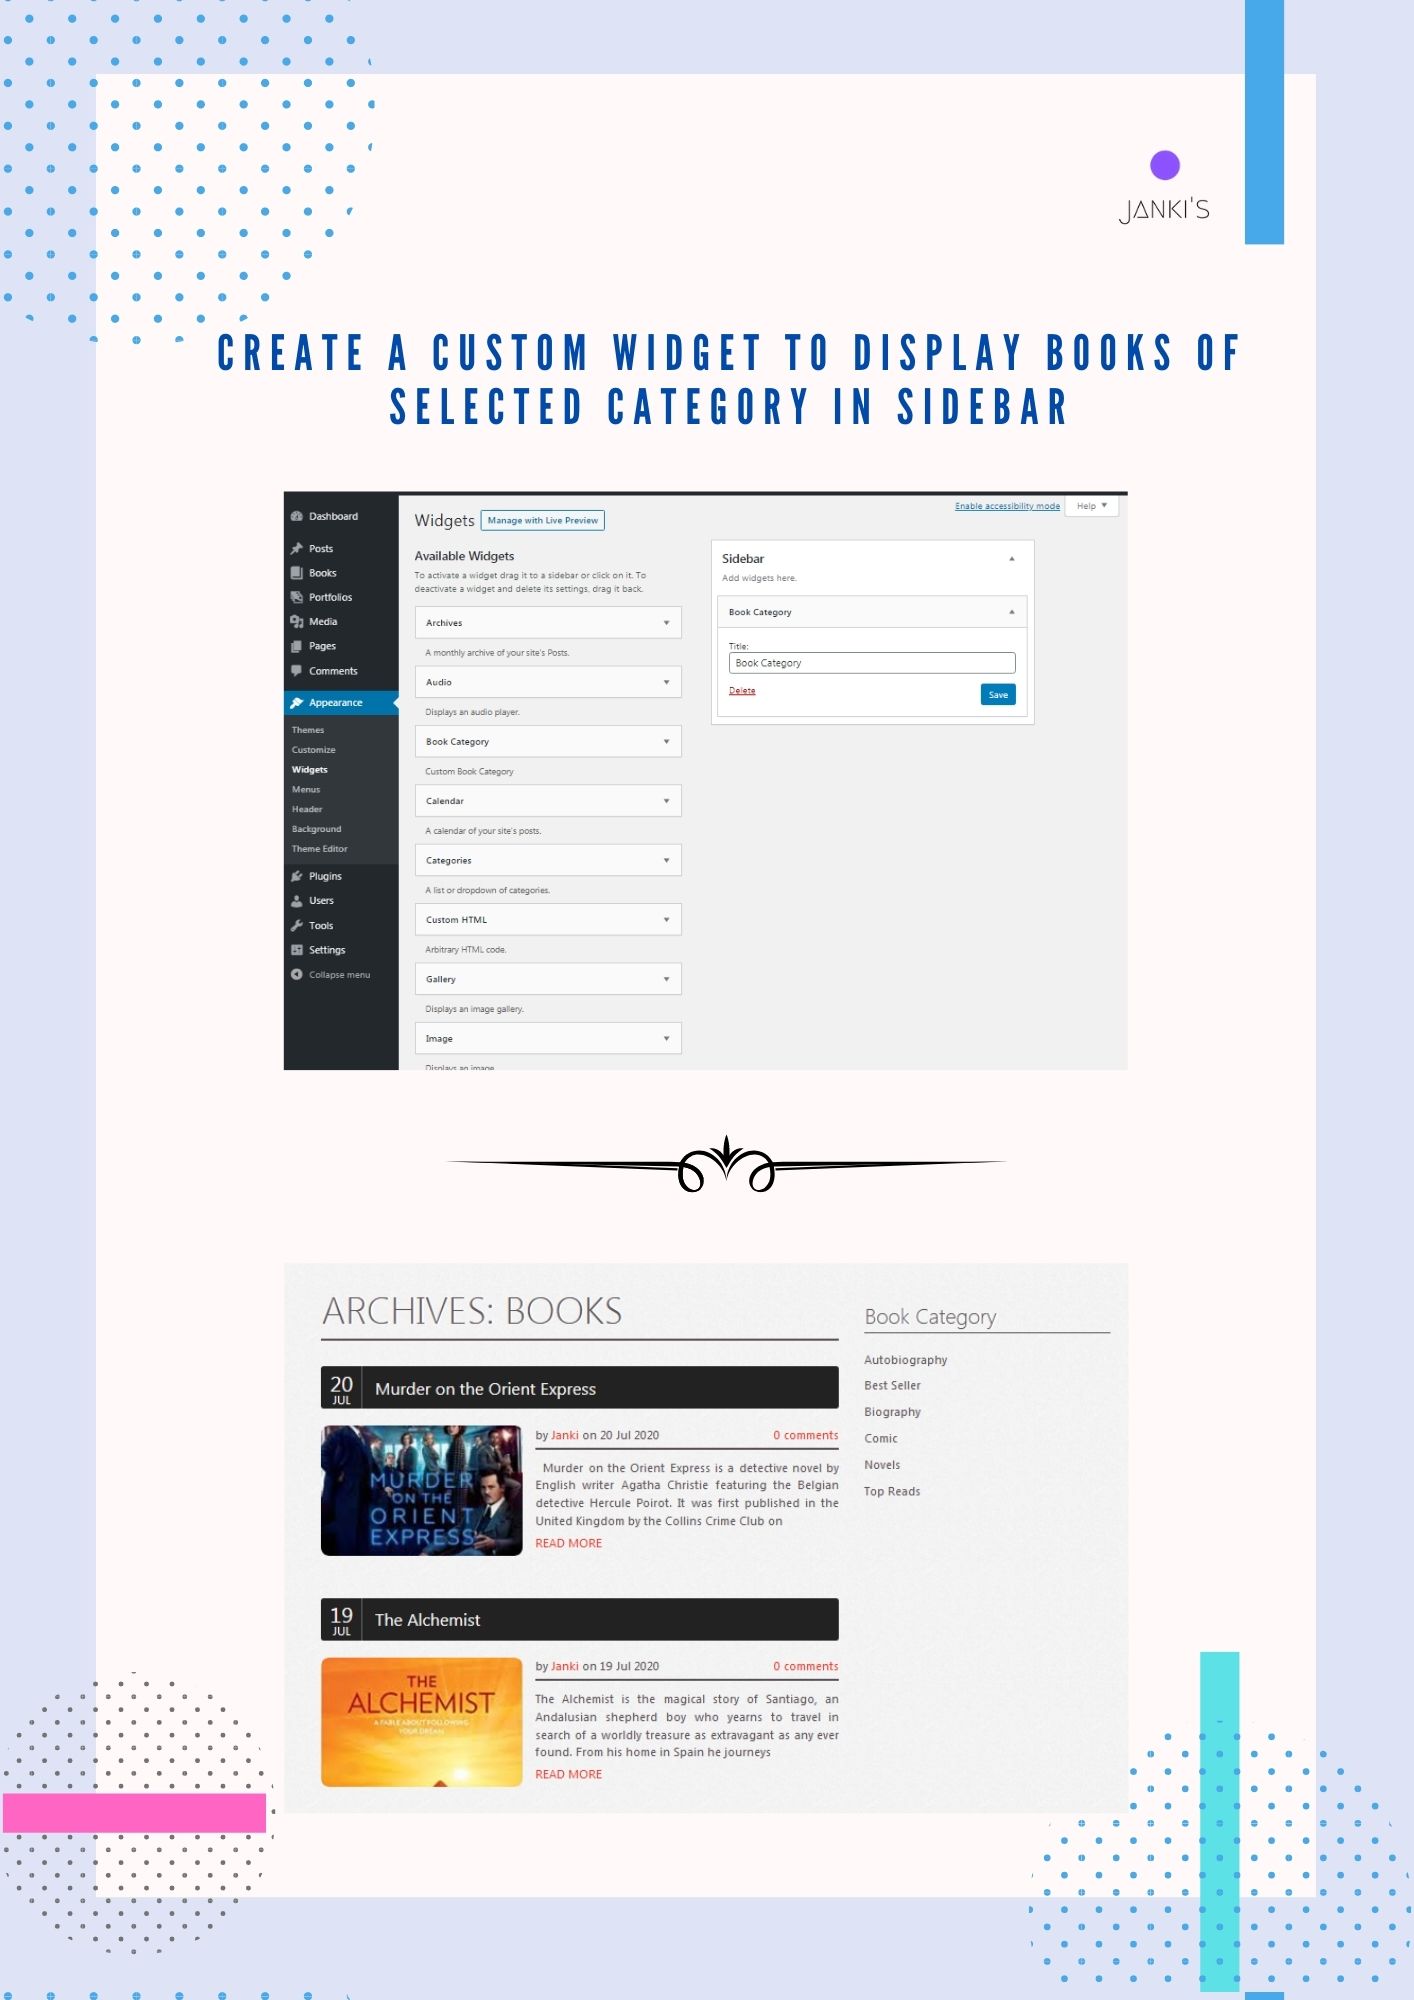 JANKI'S
CREATE A CUSTOM WIDGET TO DISPLAY BOOKS OF
SELECTED CATEGORY IN SIDEBAR
Dashboard
Posts
Books
Portfolios
Media
Pages
Comments
Appearance
Themes
Customize
Widgets
Menus
Header
Background
Theme Editor
Plugins
Users
Tools
Settings
Collapse menu
Widgets
Manage with Live Preview
Enable accessibility mode
Help
Available Widgets
To activate a widget drag it to a sidebar or click on it. To
deactivate a widget and delete its settings, drag it back.
Archives
A monthly archive of your site's Posts.
Audio
Displays an audio player.
Book Category
Custom Book Category
Calendar
A calendar of your site's posts.
Categories
A list or dropdown of categories.
Custom HTML
Arbitrary HTML code.
Gallery
Displays an image gallery.
Image
Displays an image.
Sidebar
Add widgets here.
Book Category
Title:
Book Category
Delete
Save
ARCHIVES: BOOKS
20
JUL
Murder on the Orient Express
MURDER
ON THE
ORIENT
EXPRESS
by Janki on 20 Jul 2020
0 comments
Murder on the Orient Express is a detective novel by
English writer Agatha Christie featuring the Belgian
detective Hercule Poirot. It was first published in the
United Kingdom by the Collins Crime Club on
READ MORE
19
JUL
The Alchemist
THE
ALCHEMIST
A FABLE ABOUT FOLLOWING
YOUR DREAM
by Janki on 19 Jul 2020
0 comments
The Alchemist is the magical story of Santiago, an
Andalusian shepherd boy who yearns to travel in
search of a worldly treasure as extravagant as any ever
found. From his home in Spain he journeys
READ MORE
Book Category
Autobiography
Best Seller
Biography
Comic
Novels
Top Reads